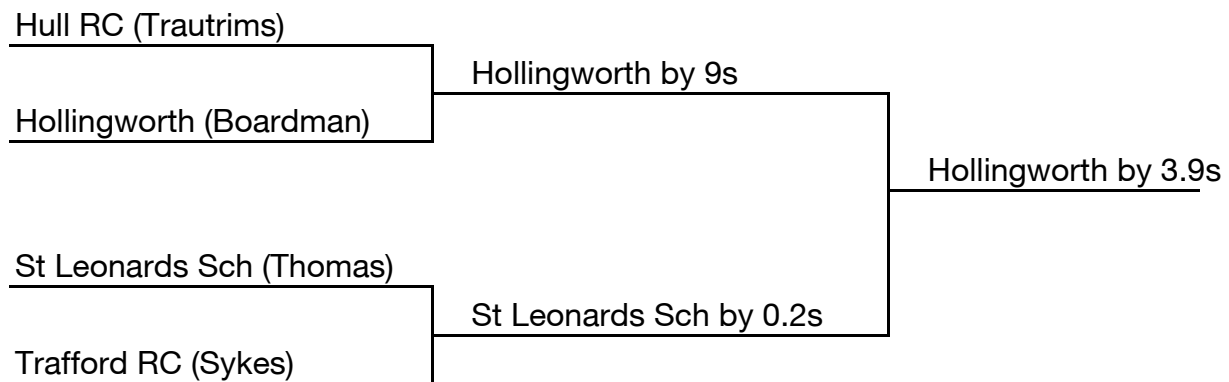 Hull RC (Trautrims)
Hollingworth by 9s
Hollingworth (Boardman)
Hollingworth by 3.9s
St Leonards Sch (Thomas)
St Leonards Sch by 0.2s
Trafford RC (Sykes)